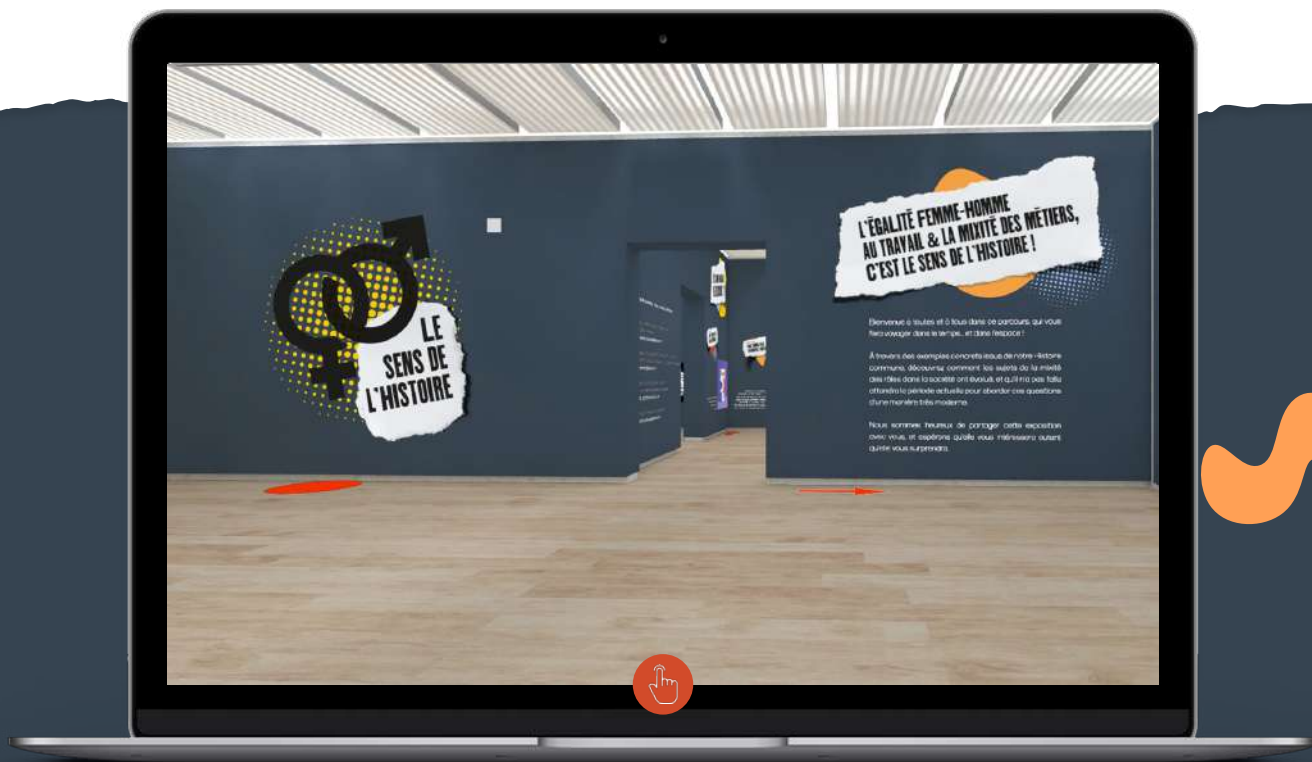 LE
SENS DE
L'HISTOIRE
L'ÉGALITÉ FEMME-HOMME
AU TRAVAIL & LA MIXITÉ DES MÉTIERS,
C'EST LE SENS DE L'HISTOIRE !
Bienvenue à toutes et à tous dans ce parcours, qui vous
fera voyager dans le temps... et dans l'espace !
À travers des exemples concrets issus de notre Histoire
commune, découvrez comment les sujets de la mixité
des rôles dans la société ont évolué, et qu'il n'a pas fallu
attendre la période actuelle pour aborder ces questions
d'une manière très moderne.
Nous sommes heureux de partager cette exposition
avec vous, et espérons qu'elle vous intéressera autant
qu'elle vous surprendra.